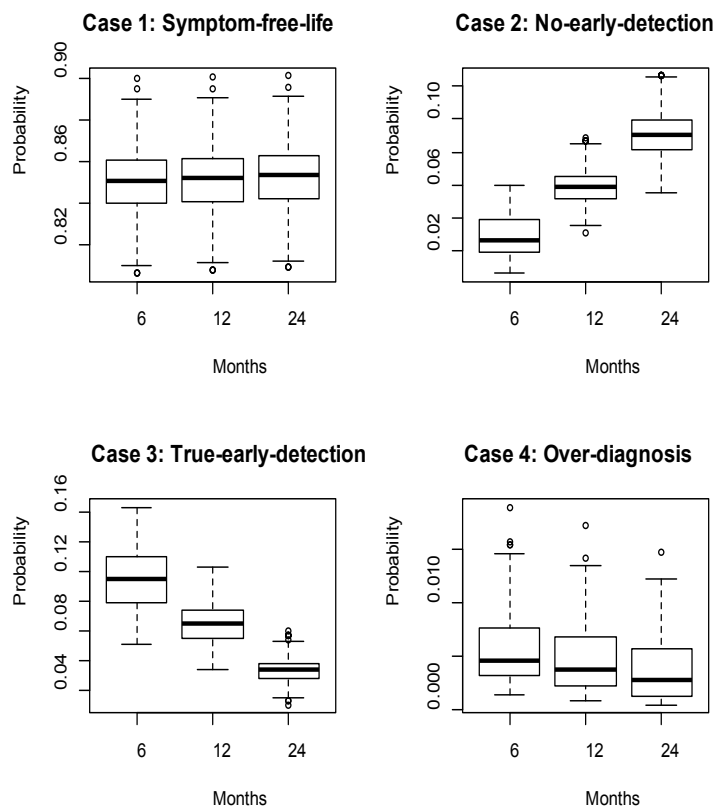 Case 1: Symptom-free-life
Probability
0.90
0.86
0.82
6 12 24
Months
Case 2: No-early-detection
Probability
0.10
0.06
0.02
6 12 24
Months
Case 3: True-early-detection
Probability
0.16
0.12
0.08
0.04
6 12 24
Months
Case 4: Over-diagnosis
Probability
0.010
0.000
6 12 24
Months